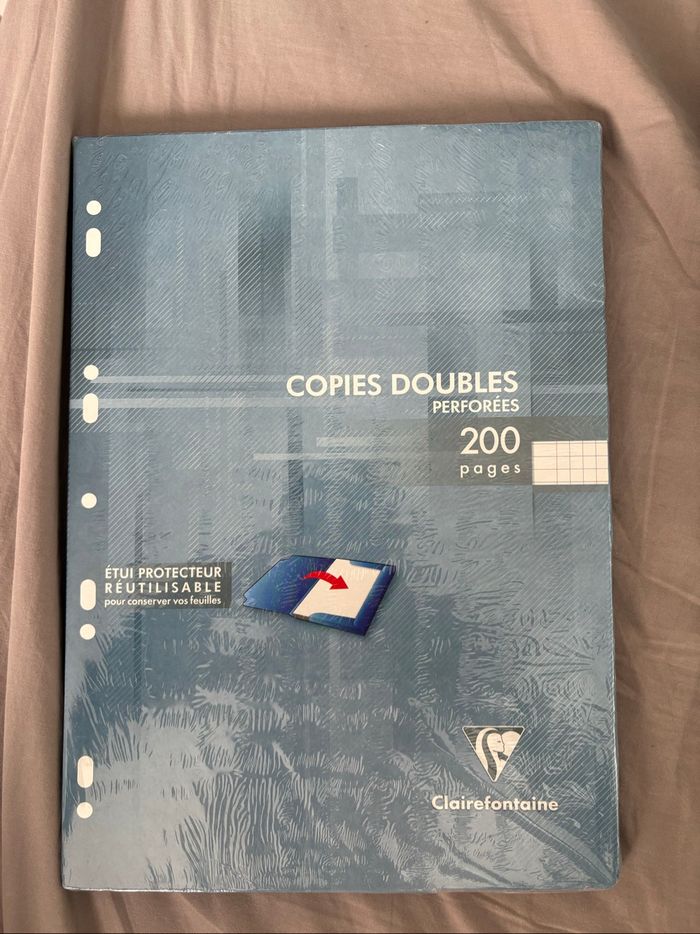 COPIES DOUBLES
PERFORÉES
200
pages
ÉTUI PROTECTEUR
RÉUTILISABLE
pour conserver vos feuilles
Clairefontaine